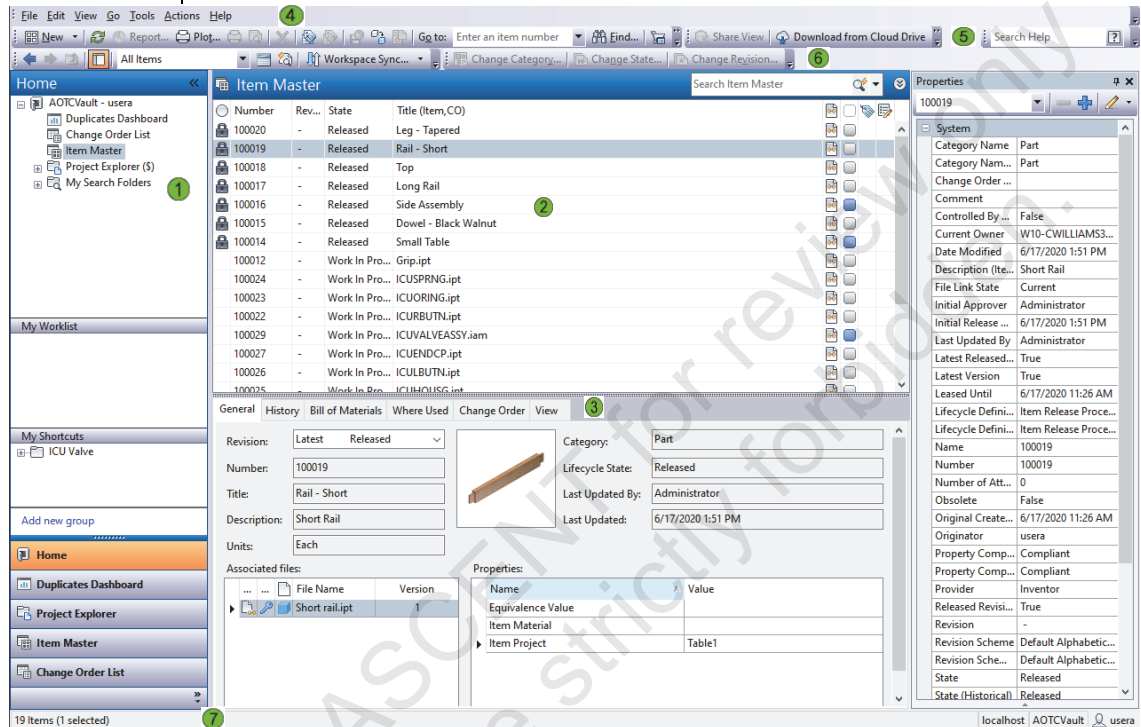 File Edit View Go Tools Actions Help 4
New Report... Plot... Go to: Enter an item number Find... Share View Download from Cloud Drive 5 Search Help
All Items Workspace Sync... Change Category... Change State... Change Revision... 6
Home
AOTCVault - usera
Duplicates Dashboard
Change Order List
Item Master
Project Explorer ($)
My Search Folders
1
My Worklist
My Shortcuts
ICU Valve
Add new group
Home
Duplicates Dashboard
Project Explorer
Item Master
Change Order List
Item Master Search Item Master
Number Rev... State Title (Item,CO)
100020 - Released Leg - Tapered
100019 - Released Rail - Short
100018 - Released Top
100017 - Released Long Rail
100016 - Released Side Assembly 2
100015 - Released Dowel - Black Walnut
100014 - Released Small Table
100012 Work In Pro... Grip.ipt
100024 Work In Pro... ICUSPRNG.ipt
100023 Work In Pro... ICUORING.ipt
100022 Work In Pro... ICURBUTN.ipt
100029 Work In Pro... ICUVALVEASSY.iam
100027 Work In Pro... ICUENDCP.ipt
100026 Work In Pro... ICULBUTN.ipt
100025 Work In Pro... ICUHOUSG.ipt
General History Bill of Materials Where Used Change Order View 3
Revision: Latest Released Category: Part
Number: 100019 Lifecycle State: Released
Title: Rail - Short Last Updated By: Administrator
Description: Short Rail Last Updated: 6/17/2020 1:51 PM
Units: Each
Associated files:
... ... File Name Version
Short rail.ipt 1
Properties:
Name Value
Equivalence Value
Item Material
Item Project Table1
Properties
100019
System
Category Name Part
Category Nam... Part
Change Order ...
Comment
Controlled By ... False
Current Owner W10-CWILLIAMS3...
Date Modified 6/17/2020 1:51 PM
Description (Ite... Short Rail
File Link State Current
Initial Approver Administrator
Initial Release ... 6/17/2020 1:51 PM
Last Updated By Administrator
Latest Released... True
Latest Version True
Leased Until 6/17/2020 11:26 AM
Lifecycle Defini... Item Release Proce...
Lifecycle Defini... Item Release Proce...
Name 100019
Number 100019
Number of Att... 0
Obsolete False
Original Create... 6/17/2020 11:26 AM
Originator usera
Property Comp... Compliant
Property Comp... Compliant
Provider Inventor
Released Revisi... True
Revision -
Revision Scheme Default Alphabetic...
Revision Sche... Default Alphabetic...
State Released
State (Historical) Released
19 Items (1 selected) 7 localhost AOTCVault usera
ASCENT for review only
strictly forbidden.